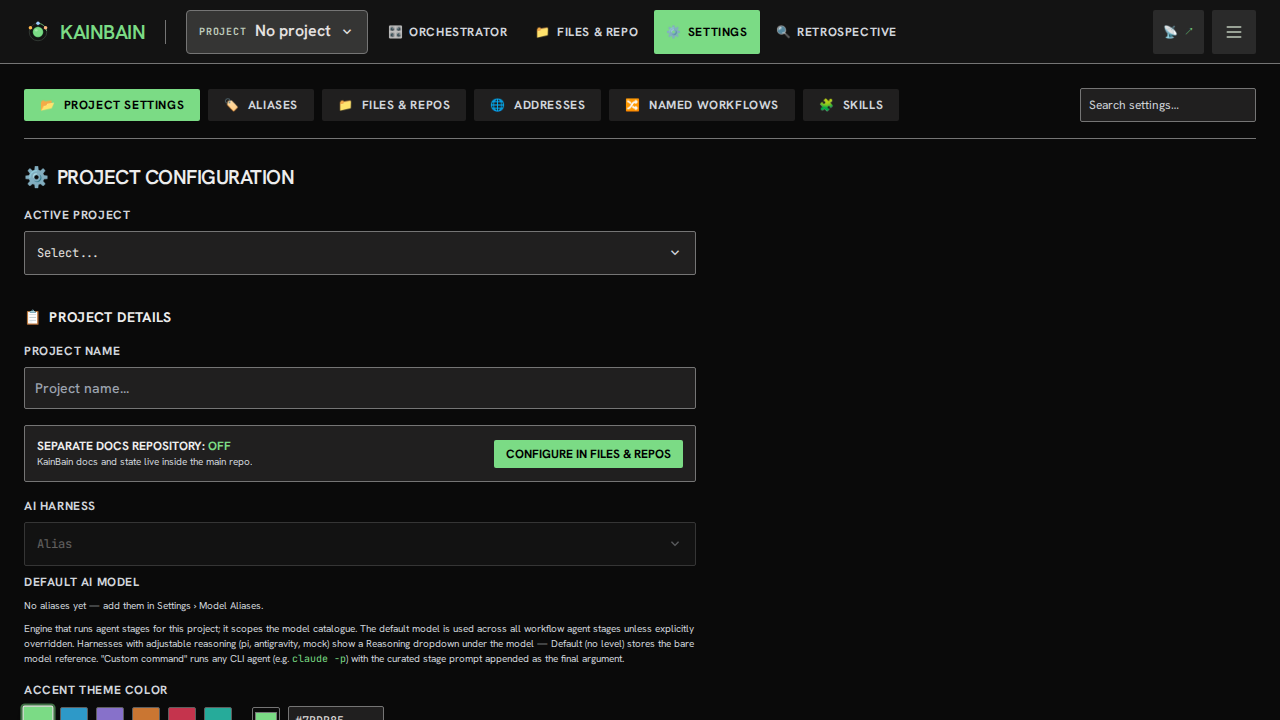 KAINBAIN
PROJECT No project
ORCHESTRATOR
FILES & REPO
SETTINGS
RETROSPECTIVE
PROJECT SETTINGS
ALIASES
FILES & REPOS
ADDRESSES
NAMED WORKFLOWS
SKILLS
Search settings...
PROJECT CONFIGURATION
ACTIVE PROJECT
Select...
PROJECT DETAILS
PROJECT NAME
Project name...
SEPARATE DOCS REPOSITORY: OFF
KainBain docs and state live inside the main repo.
CONFIGURE IN FILES & REPOS
AI HARNESS
Alias
DEFAULT AI MODEL
No aliases yet — add them in Settings › Model Aliases.
Engine that runs agent stages for this project; it scopes the model catalogue. The default model is used across all workflow agent stages unless explicitly
overridden. Harnesses with adjustable reasoning (pi, antigravity, mock) show a Reasoning dropdown under the model — Default (no level) stores the bare
model reference. "Custom command" runs any CLI agent (e.g. claude -p) with the curated stage prompt appended as the final argument.
ACCENT THEME COLOR